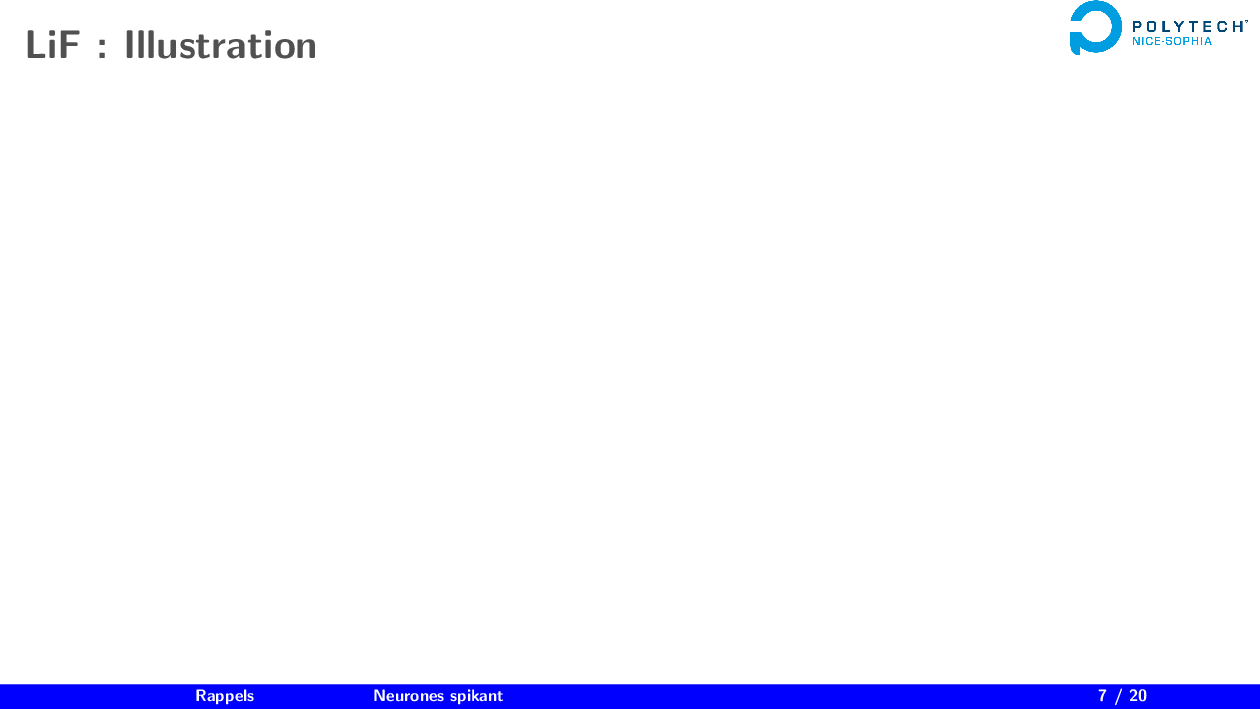 LiF : Illustration
POLYTECH
NICE-SOPHIA
Rappels Neurones spikant 7 / 20